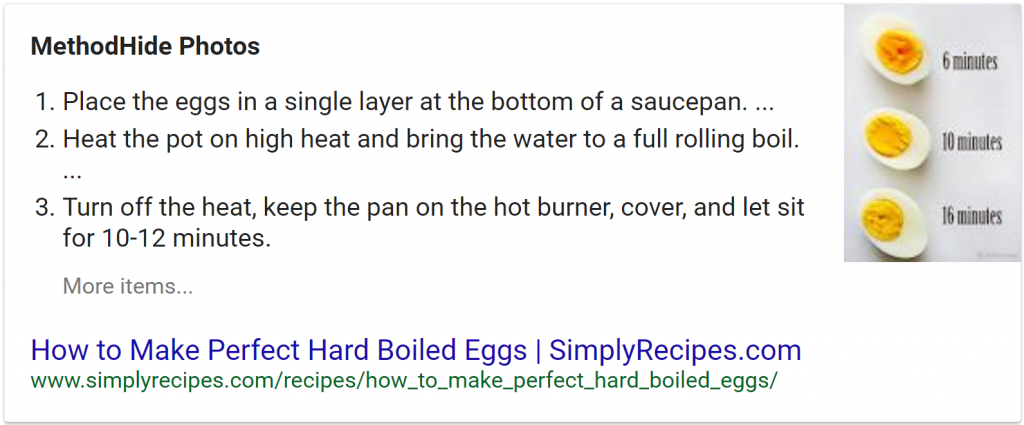 MethodHide Photos
1. Place the eggs in a single layer at the bottom of a saucepan. ...
2. Heat the pot on high heat and bring the water to a full rolling boil.
...
3. Turn off the heat, keep the pan on the hot burner, cover, and let sit
for 10-12 minutes.
More items...
How to Make Perfect Hard Boiled Eggs | SimplyRecipes.com
www.simplyrecipes.com/recipes/how_to_make_perfect_hard_boiled_eggs/
6 minutes
10 minutes
16 minutes